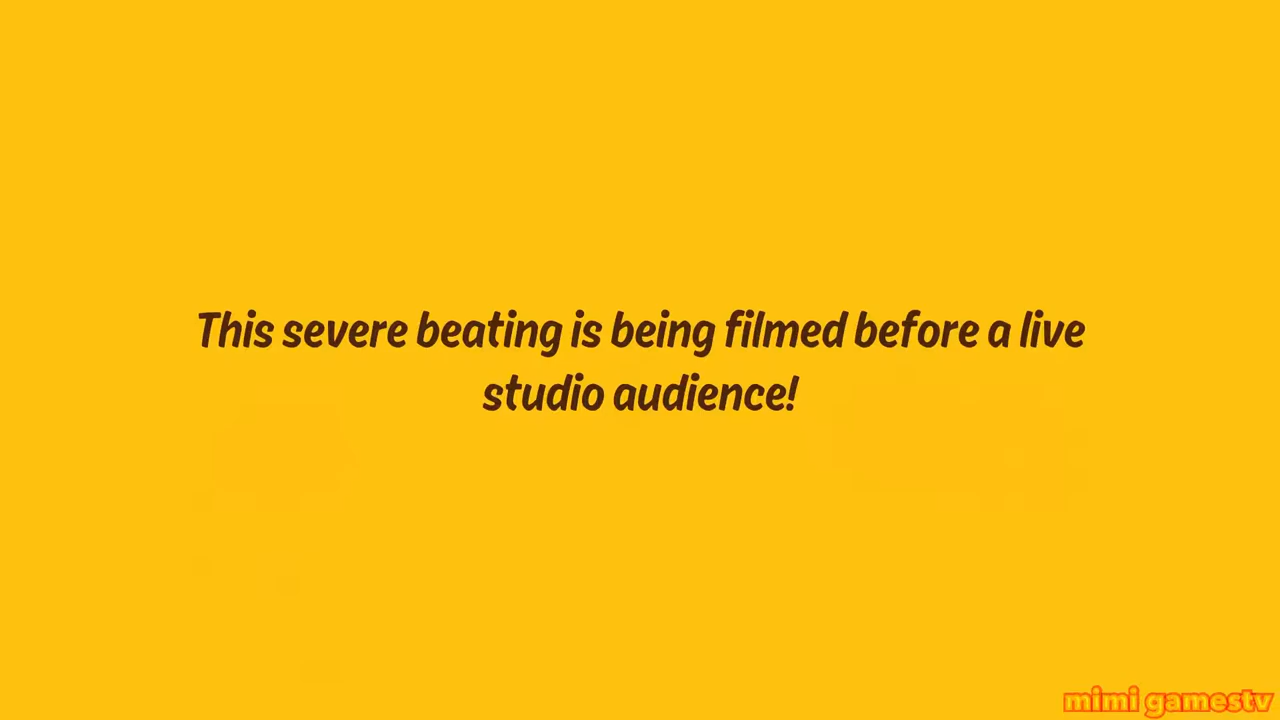 This severe beating is being filmed before a live
studio audience!
mimi gamestv